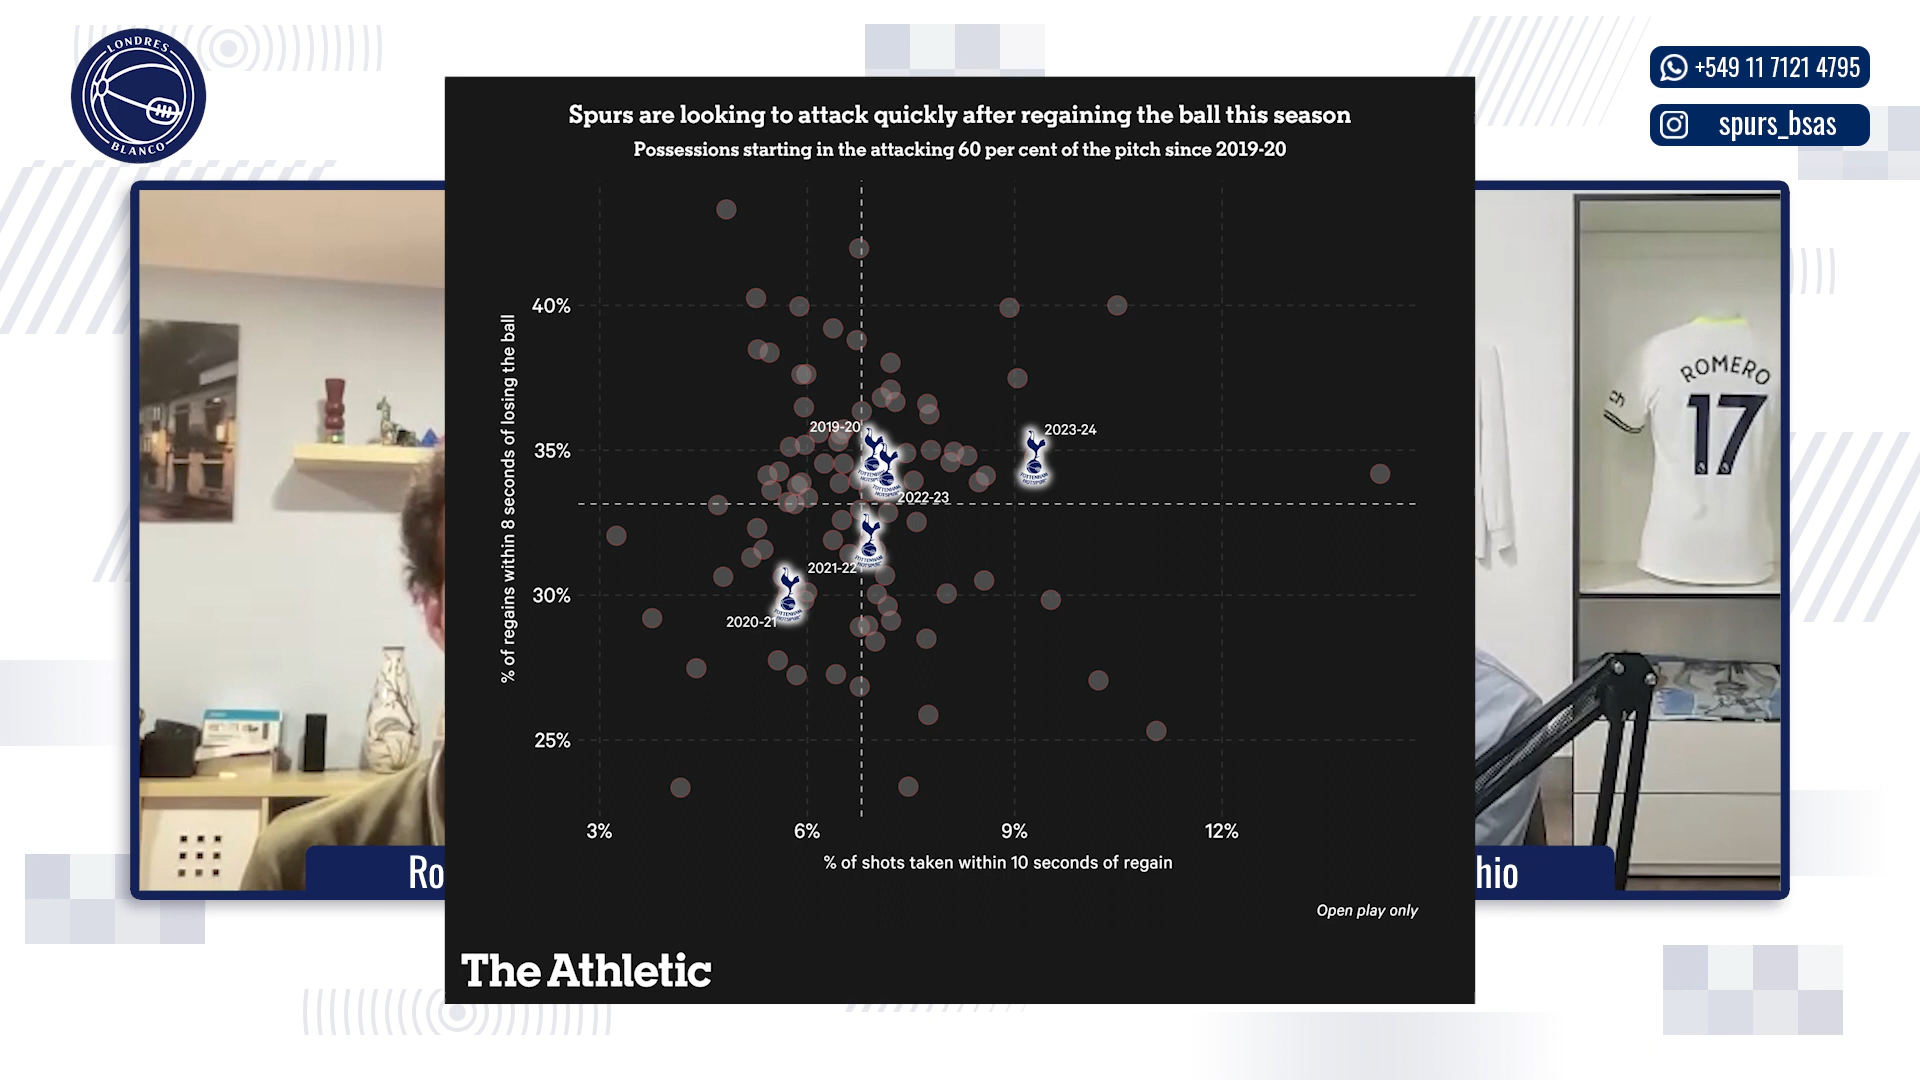 LONDRES
BLANCO
+549 11 7121 4795
spurs_bsas
Spurs are looking to attack quickly after regaining the ball this season
Possessions starting in the attacking 60 per cent of the pitch since 2019-20
% of regains within 8 seconds of losing the ball
40%
35%
30%
25%
2019-20
2023-24
2022-23
2021-22
2020-21
3%
6%
9%
12%
% of shots taken within 10 seconds of regain
Open play only
The Athletic
ROMERO
17
Ro
hio